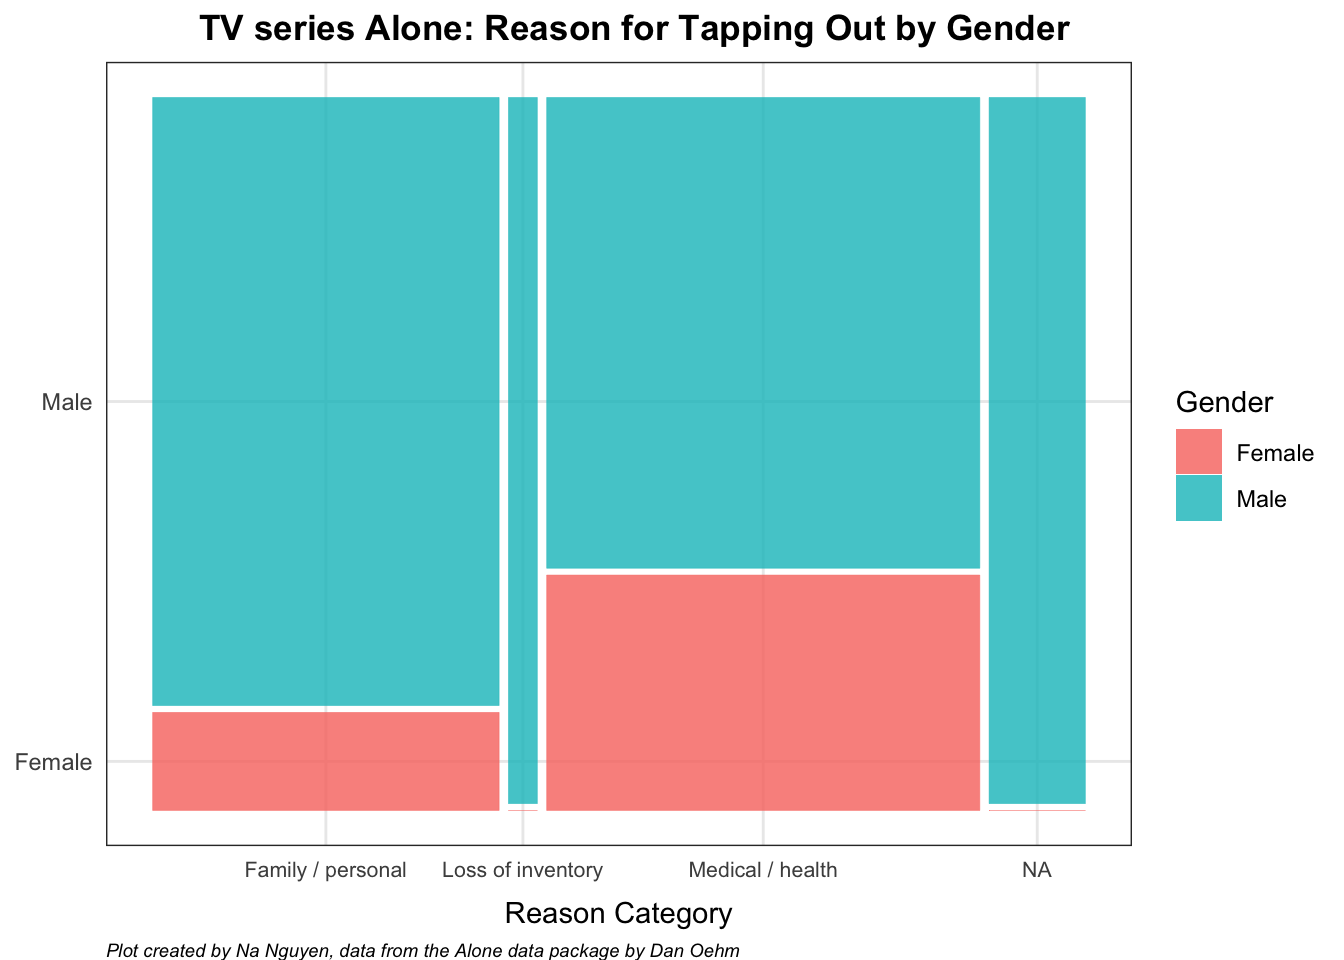 TV series Alone: Reason for Tapping Out by Gender
Male
Female
Gender
Female
Male
Family / personal
Loss of inventory
Medical / health
NA
Reason Category
Plot created by Na Nguyen, data from the Alone data package by Dan Oehm